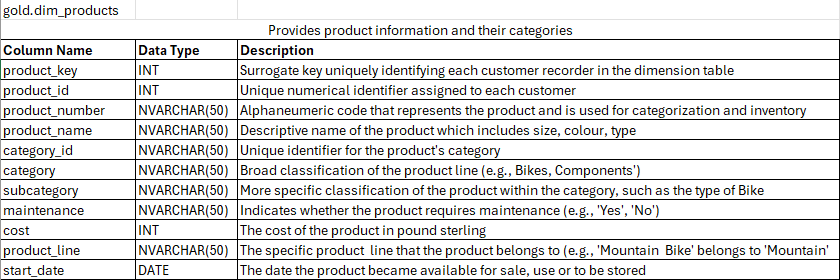 gold.dim_products
Provides product information and their categories
Column Name Data Type Description
product_key INT Surrogate key uniquely identifying each customer recorder in the dimension table
product_id INT Unique numerical identifier assigned to each customer
product_number NVARCHAR(50) Alphaneumeric code that represents the product and is used for categorization and inventory
product_name NVARCHAR(50) Descriptive name of the product which includes size, colour, type
category_id NVARCHAR(50) Unique identifier for the product's category
category NVARCHAR(50) Broad classification of the product line (e.g., Bikes, Components')
subcategory NVARCHAR(50) More specific classification of the product within the category, such as the type of Bike
maintenance NVARCHAR(50) Indicates whether the product requires maintenance (e.g., 'Yes', 'No')
cost INT The cost of the product in pound sterling
product_line NVARCHAR(50) The specific product line that the product belongs to (e.g., 'Mountain Bike' belongs to 'Mountain'
start_date DATE The date the product became available for sale, use or to be stored